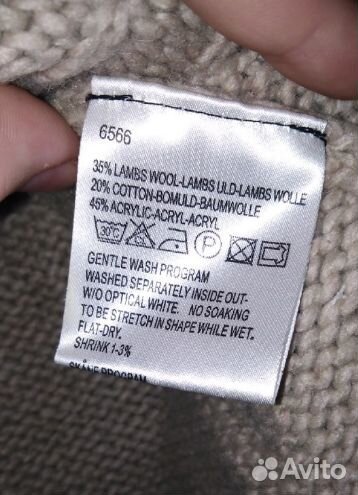 6566
35% LAMBS WOOL-LAMBS ULD-LAMBS WOLLE
20% COTTON-BOMULD-BAUMWOLLE
45% ACRYLIC-ACRYL-ACRYL
30°C P
GENTLE WASH PROGRAM
WASHED SEPARATELY INSIDE OUT-
W/O OPTICAL WHITE. NO SOAKING
TO BE STRETCH IN SHAPE WHILE WET.
FLAT-DRY.
SHRINK 1-3%
SKÅNE PROGRAM
Avito